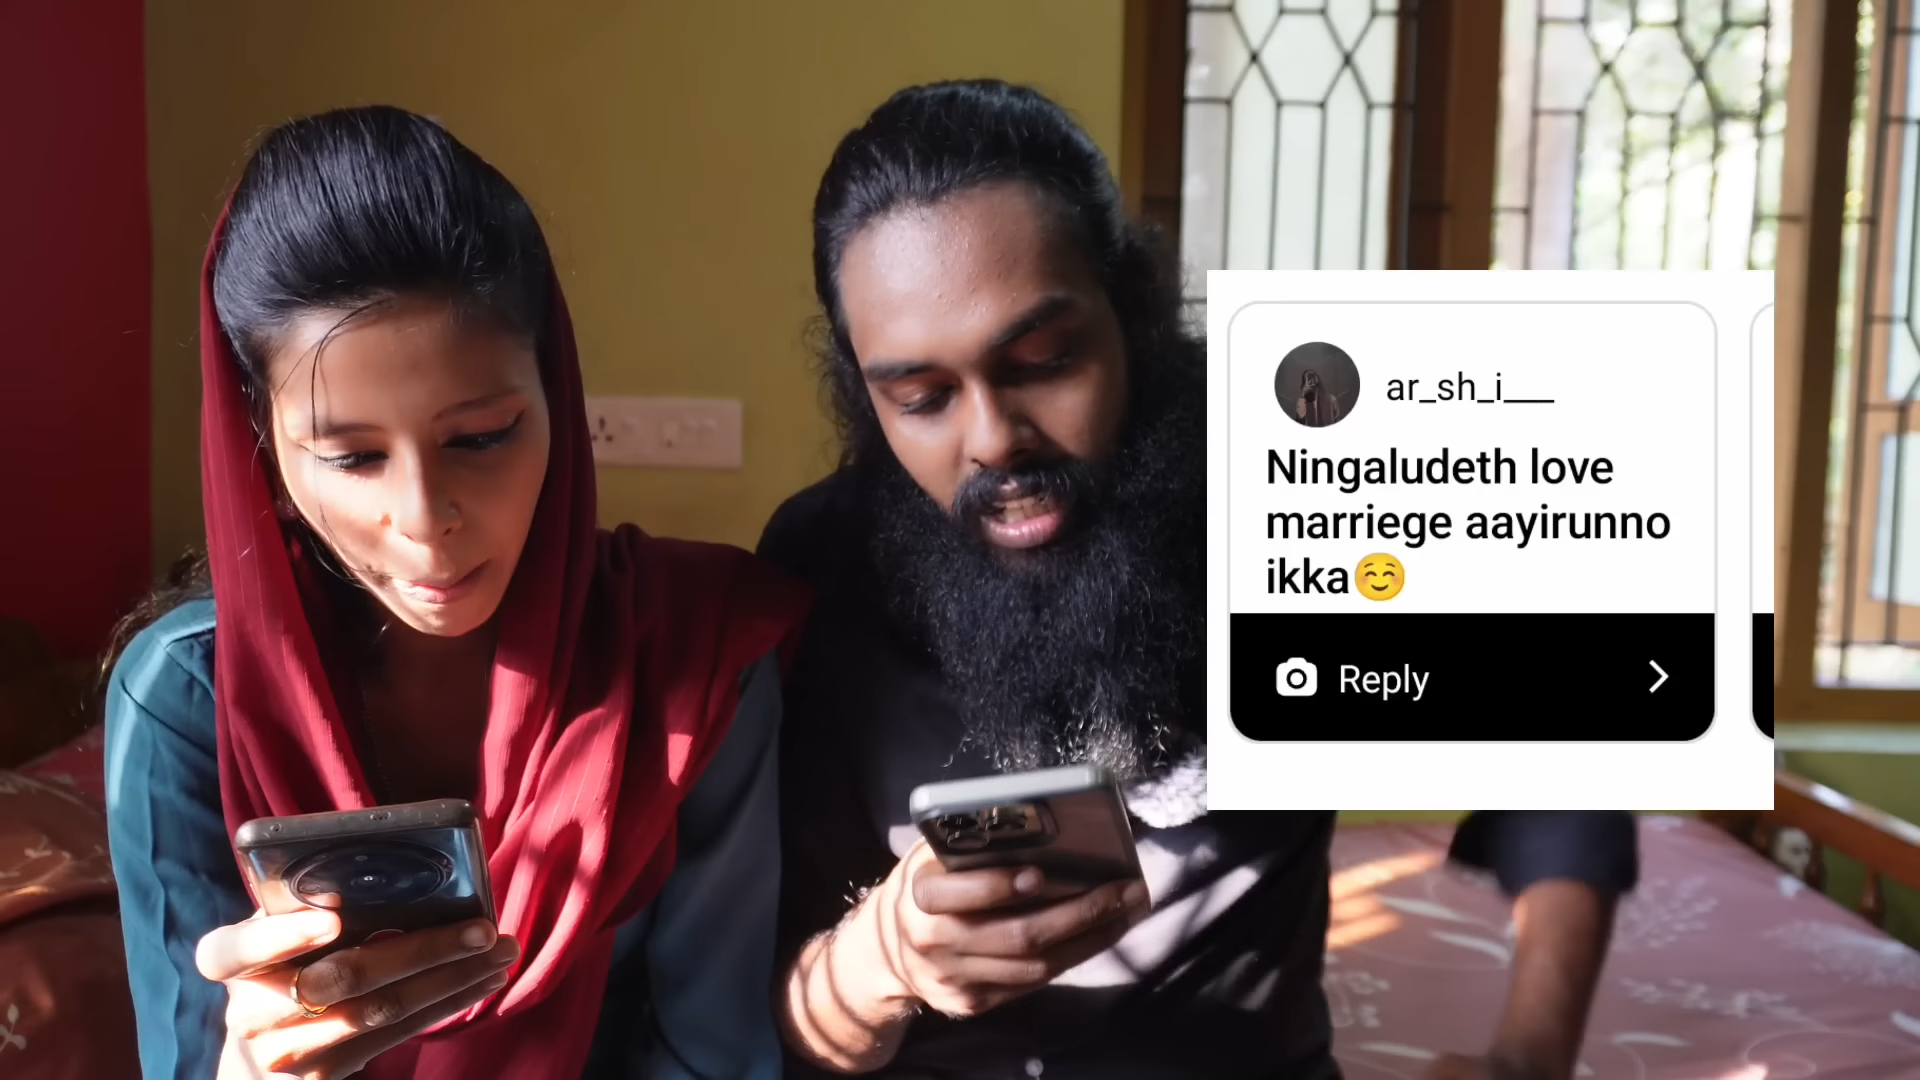 ar_sh_i___
Ningaludeth love
marriege aayirunno
ikka☺️
Reply